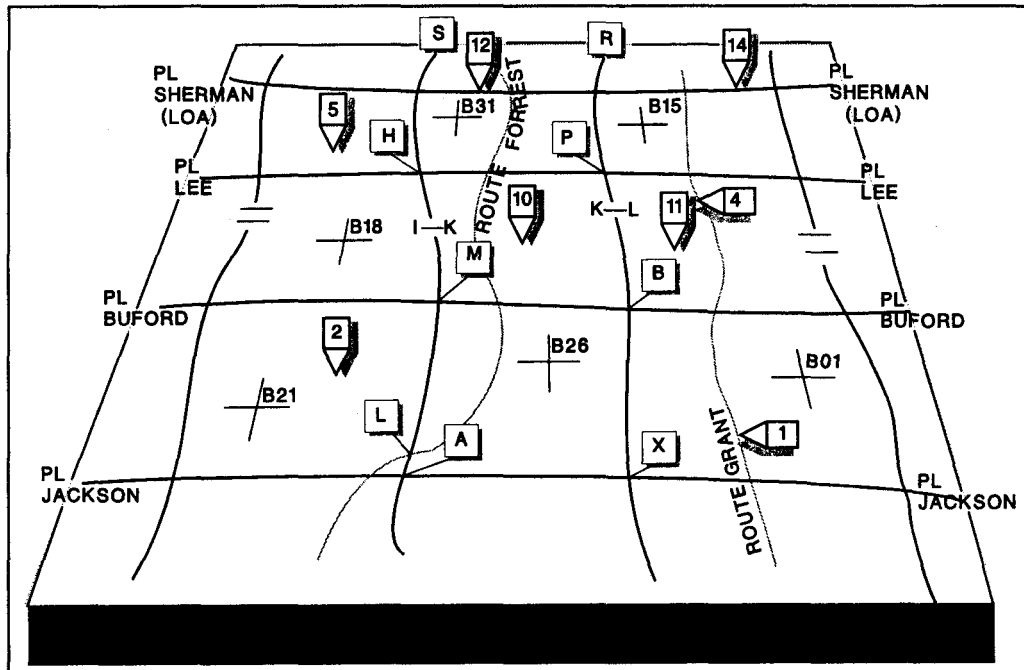 S
12
R
14
PL
SHERMAN
(LOA)
PL
SHERMAN
(LOA)
5
B31
B15
ROUTE FORREST
H
P
PL
LEE
PL
LEE
10
11
4
I—K
K—L
B18
M
B
PL
BUFORD
PL
BUFORD
2
B26
B01
B21
L
A
X
1
ROUTE GRANT
PL
JACKSON
PL
JACKSON